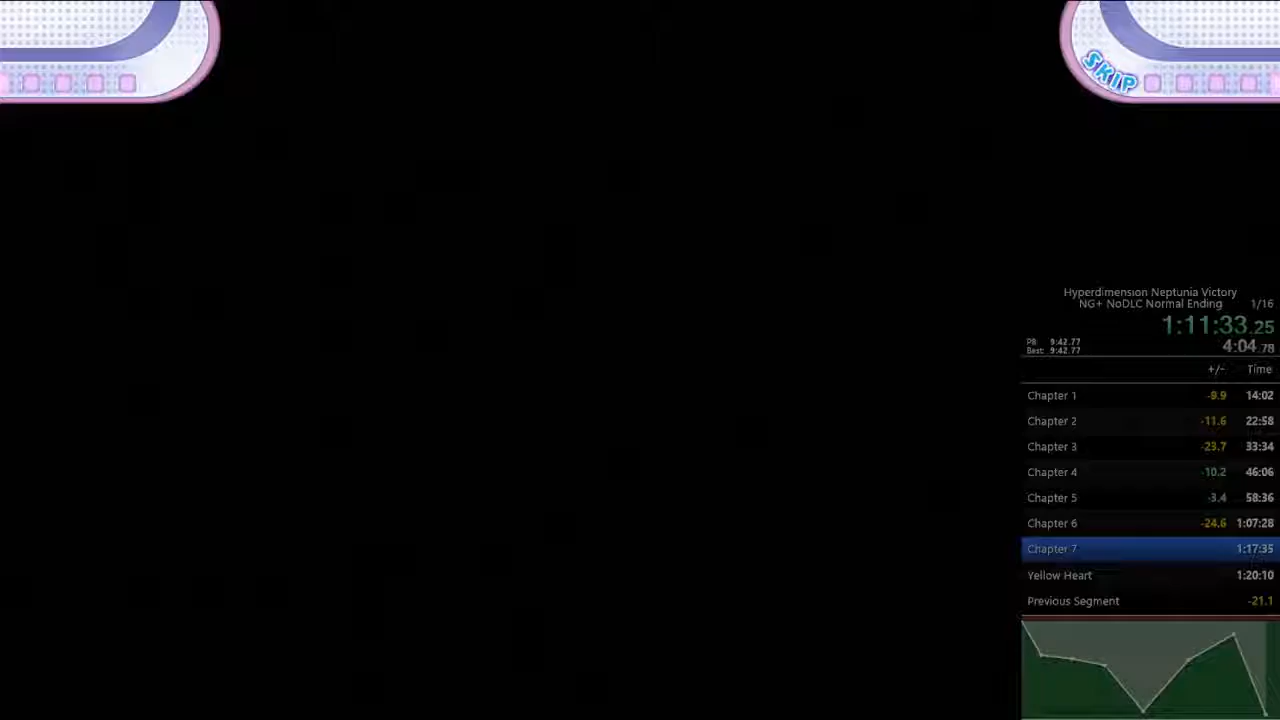 SKIP
Hyperdimension Neptunia Victory
NG+ NoDLC Normal Ending 1/16
1:11:33.25
PB 9:42.77
Best: 9:42.77 4:04.78
+/- Time
Chapter 1 -9.9 14:02
Chapter 2 -11.6 22:58
Chapter 3 -23.7 33:34
Chapter 4 -10.2 46:06
Chapter 5 -3.4 58:36
Chapter 6 -24.6 1:07:28
Chapter 7 1:17:35
Yellow Heart 1:20:10
Previous Segment -21.1